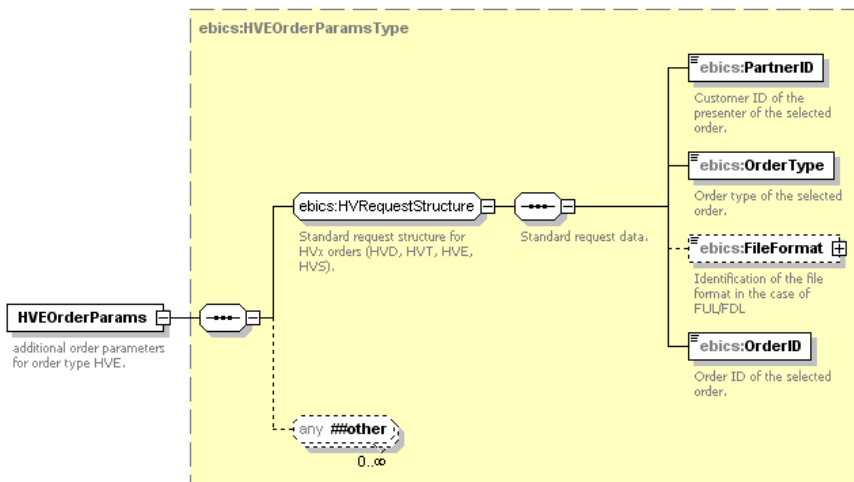 ebics:HVEOrderParamsType
ebics:PartnerID
Customer ID of the
presenter of the selected
order.
ebics:OrderType
Order type of the selected
order.
ebics:HVRequestStructure
Standard request structure for
HVx orders (HVD, HVT, HVE,
HVS).
Standard request data.
ebics:FileFormat
Identification of the file
format in the case of
FUL/FDL
HVEOrderParams
additional order parameters
for order type HVE.
ebics:OrderID
Order ID of the selected
order.
any ##other
0..∞